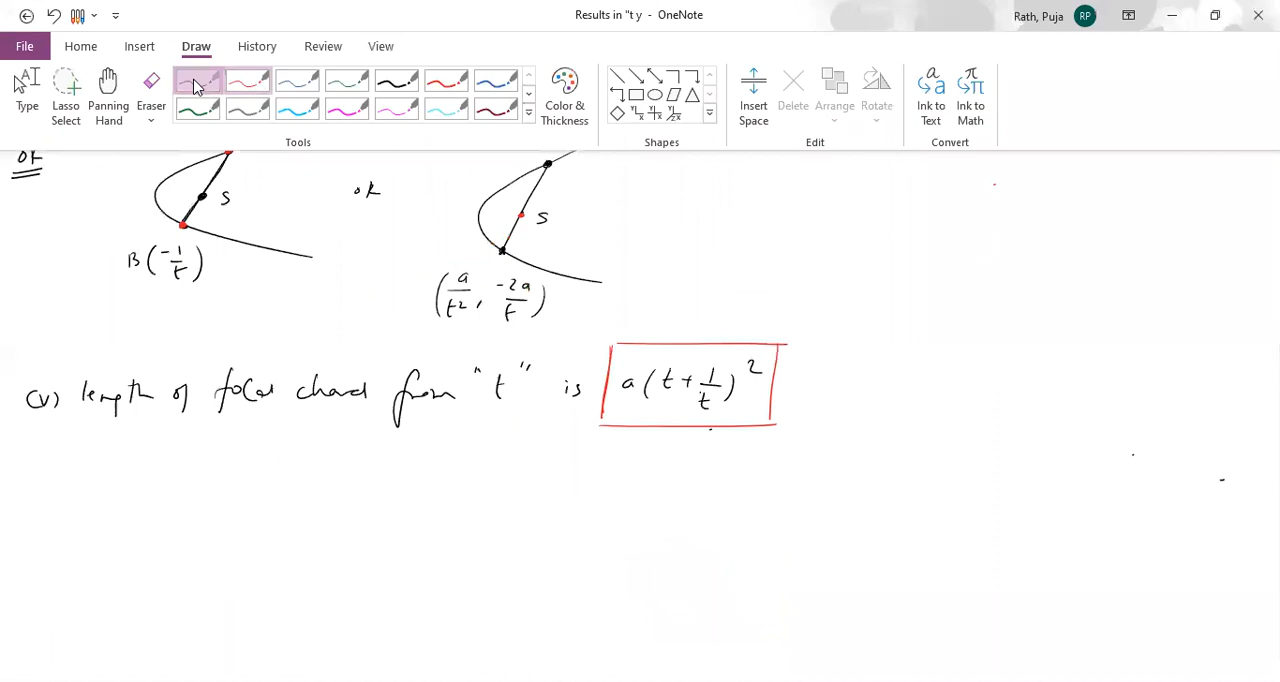 Results in "t y - OneNote
Rath, Puja RP
File Home Insert Draw History Review View
Type Lasso Select Panning Hand Eraser Color & Thickness Insert Space Delete Arrange Rotate Ink to Text Ink to Math
Tools Shapes Edit Convert
or
S or S
B(-1/t)
(a/t2, -2a/t)
(v) length of focal chord from "t" is a(t+1/t)^2